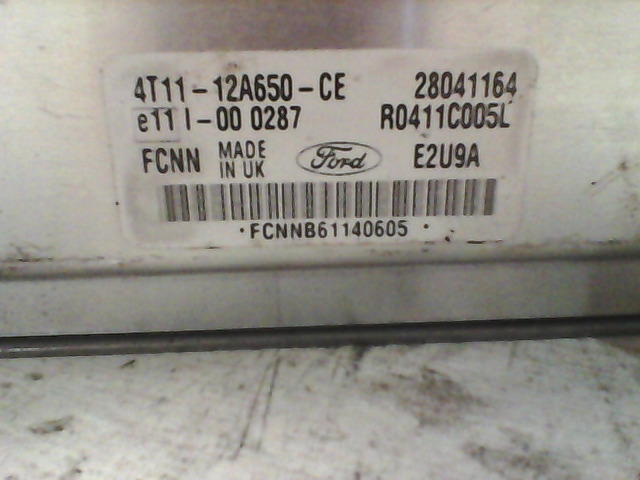 4T11-12A650-CE 28041164
e11 I-00 0287 R0411C005L
FCNN MADE IN UK Ford E2U9A
·FCNNB61140605·